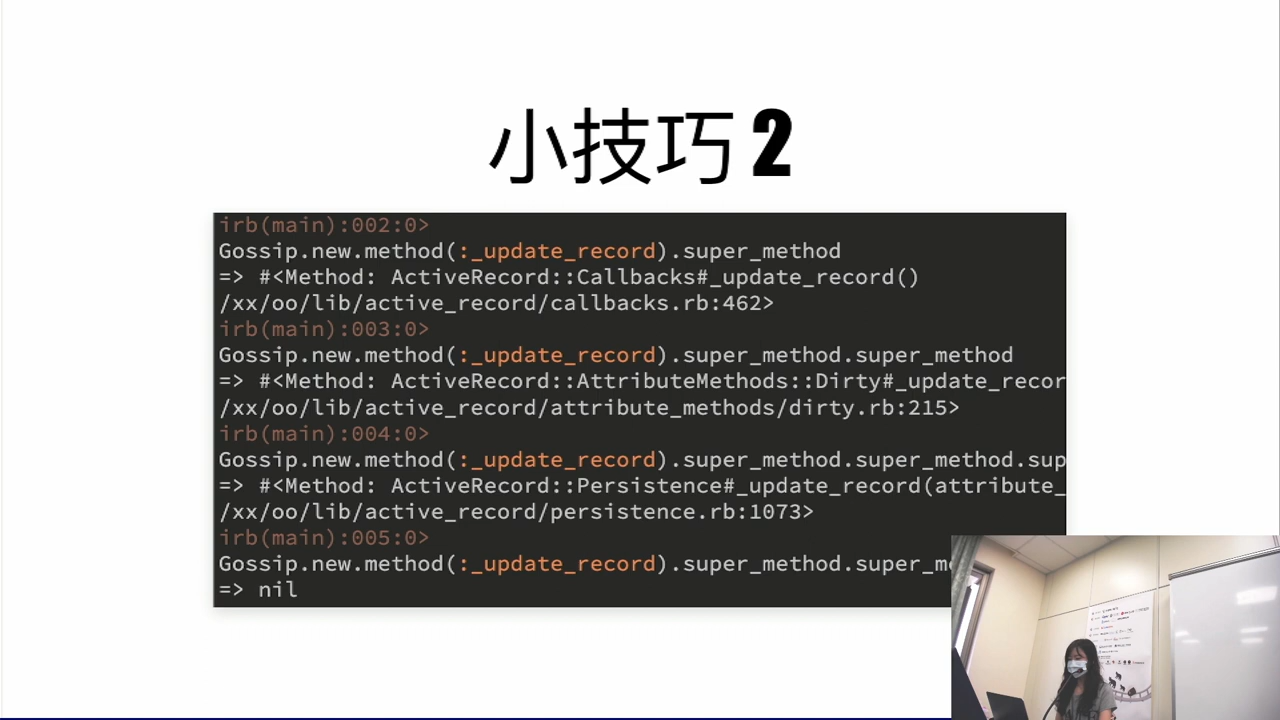 小技巧 2
irb(main):002:0>
Gossip.new.method(:_update_record).super_method
=> #<Method: ActiveRecord::Callbacks#_update_record()
/xx/oo/lib/active_record/callbacks.rb:462>
irb(main):003:0>
Gossip.new.method(:_update_record).super_method.super_method
=> #<Method: ActiveRecord::AttributeMethods::Dirty#_update_recor
/xx/oo/lib/active_record/attribute_methods/dirty.rb:215>
irb(main):004:0>
Gossip.new.method(:_update_record).super_method.super_method.sup
=> #<Method: ActiveRecord::Persistence#_update_record(attribute_
/xx/oo/lib/active_record/persistence.rb:1073>
irb(main):005:0>
Gossip.new.method(:_update_record).super_method.super_m
=> nil